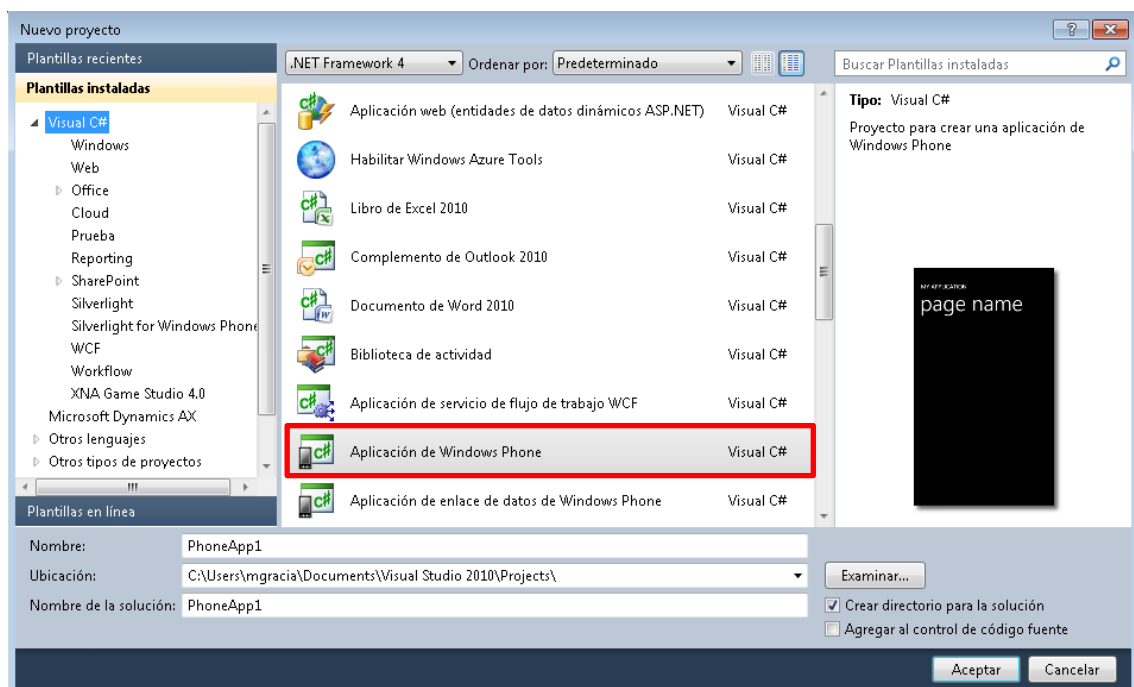 Nuevo proyecto
Plantillas recientes
.NET Framework 4
Ordenar por: Predeterminado
Buscar Plantillas instaladas
Plantillas instaladas
Visual C#
Windows
Web
Office
Cloud
Prueba
Reporting
SharePoint
Silverlight
Silverlight for Windows Phone
WCF
Workflow
XNA Game Studio 4.0
Microsoft Dynamics AX
Otros lenguajes
Otros tipos de proyectos
Plantillas en línea
Aplicación web (entidades de datos dinámicos ASP.NET) Visual C#
Habilitar Windows Azure Tools Visual C#
Libro de Excel 2010 Visual C#
Complemento de Outlook 2010 Visual C#
Documento de Word 2010 Visual C#
Biblioteca de actividad Visual C#
Aplicación de servicio de flujo de trabajo WCF Visual C#
Aplicación de Windows Phone Visual C#
Aplicación de enlace de datos de Windows Phone Visual C#
Tipo: Visual C#
Proyecto para crear una aplicación de
Windows Phone
MY APPLICATION
page name
Nombre: PhoneApp1
Ubicación: C:\Users\mgracia\Documents\Visual Studio 2010\Projects\
Examinar...
Nombre de la solución: PhoneApp1
Crear directorio para la solución
Agregar al control de código fuente
Aceptar
Cancelar